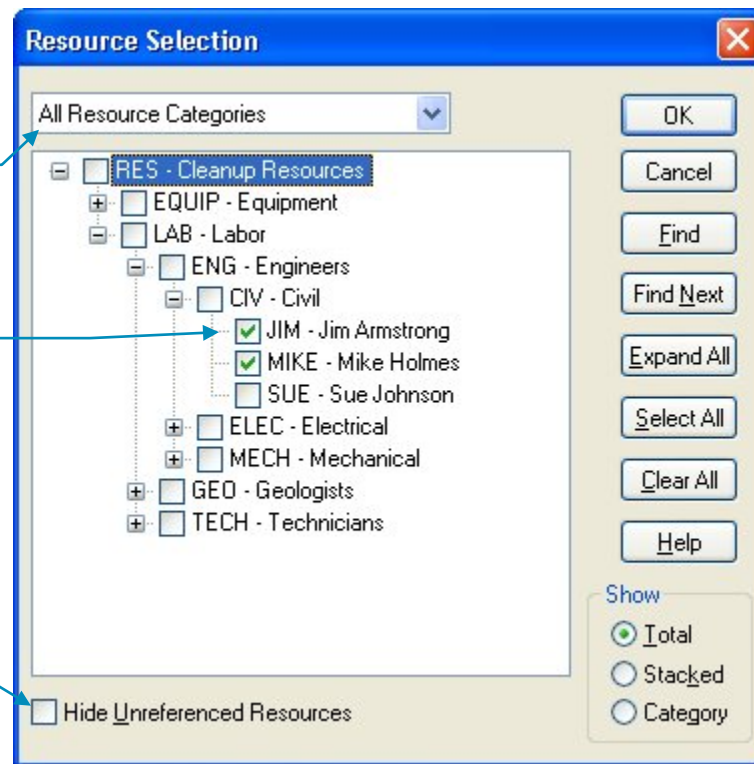 Resource Selection
All Resource Categories
RES - Cleanup Resources
EQUIP - Equipment
LAB - Labor
ENG - Engineers
CIV - Civil
JIM - Jim Armstrong
MIKE - Mike Holmes
SUE - Sue Johnson
ELEC - Electrical
MECH - Mechanical
GEO - Geologists
TECH - Technicians
Hide Unreferenced Resources
OK
Cancel
Find
Find Next
Expand All
Select All
Clear All
Help
Show
Total
Stacked
Category